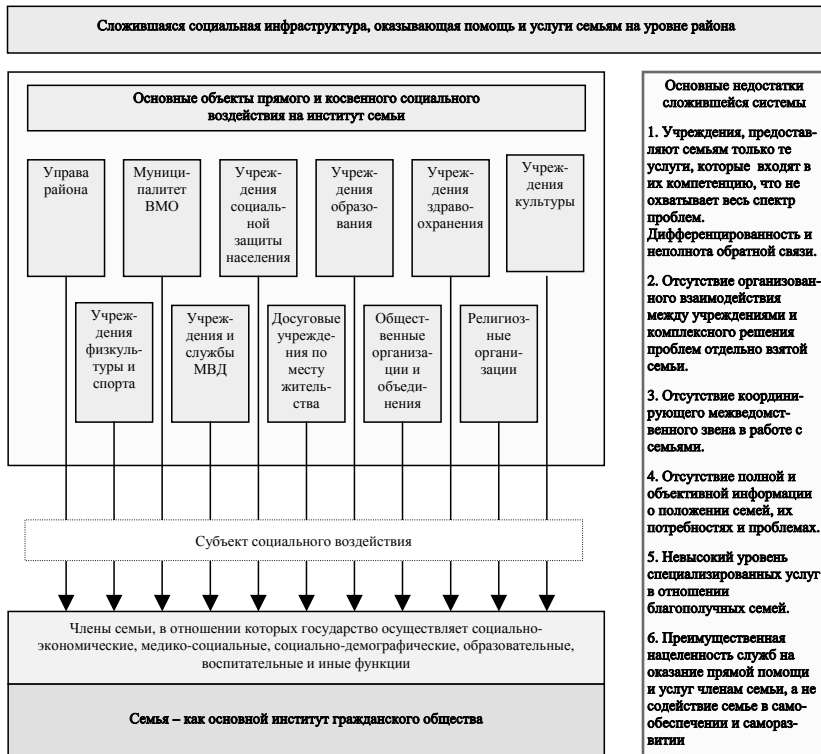 Сложившаяся социальная инфраструктура, оказывающая помощь и услуги семьям на уровне района
Основные объекты прямого и косвенного социального
воздействия на институт семьи
Управа
района
Муници-
палитет
ВМО
Учреж-
дения
социаль-
ной
защиты
населения
Учреж-
дения
образо-
вания
Учреж-
дения
здраво-
охранения
Учреж-
дения
культуры
Учреж-
дения
физкуль-
туры и
спорта
Учреж-
дения и
службы
МВД
Досуговые
учрежде-
ния по
месту
житель-
ства
Общест-
венные
организа-
ции и
объеди-
нения
Религиоз-
ные
органи-
зации
Субъект социального воздействия
Члены семьи, в отношении которых государство осуществляет социально-
экономические, медико-социальные, социально-демографические, образовательные,
воспитательные и иные функции
Семья – как основной институт гражданского общества
Основные недостатки
сложившейся системы
1. Учреждения, предостав-
ляют семьям только те
услуги, которые входят в
их компетенцию, что не
охватывает весь спектр
проблем.
Дифференцированность и
неполнота обратной связи.
2. Отсутствие организован-
ного взаимодействия
между учреждениями и
комплексного решения
проблем отдельно взятой
семьи.
3. Отсутствие координи-
рующего межведомст-
венного звена в работе с
семьями.
4. Отсутствие полной и
объективной информации
о положении семей, их
потребностях и проблемах.
5. Невысокий уровень
специализированных услуг
в отношении
благополучных семей.
6. Преимущественная
нацеленность служб на
оказание прямой помощи
и услуг членам семьи, а не
содействие семье в само-
обеспечении и самораз-
витии